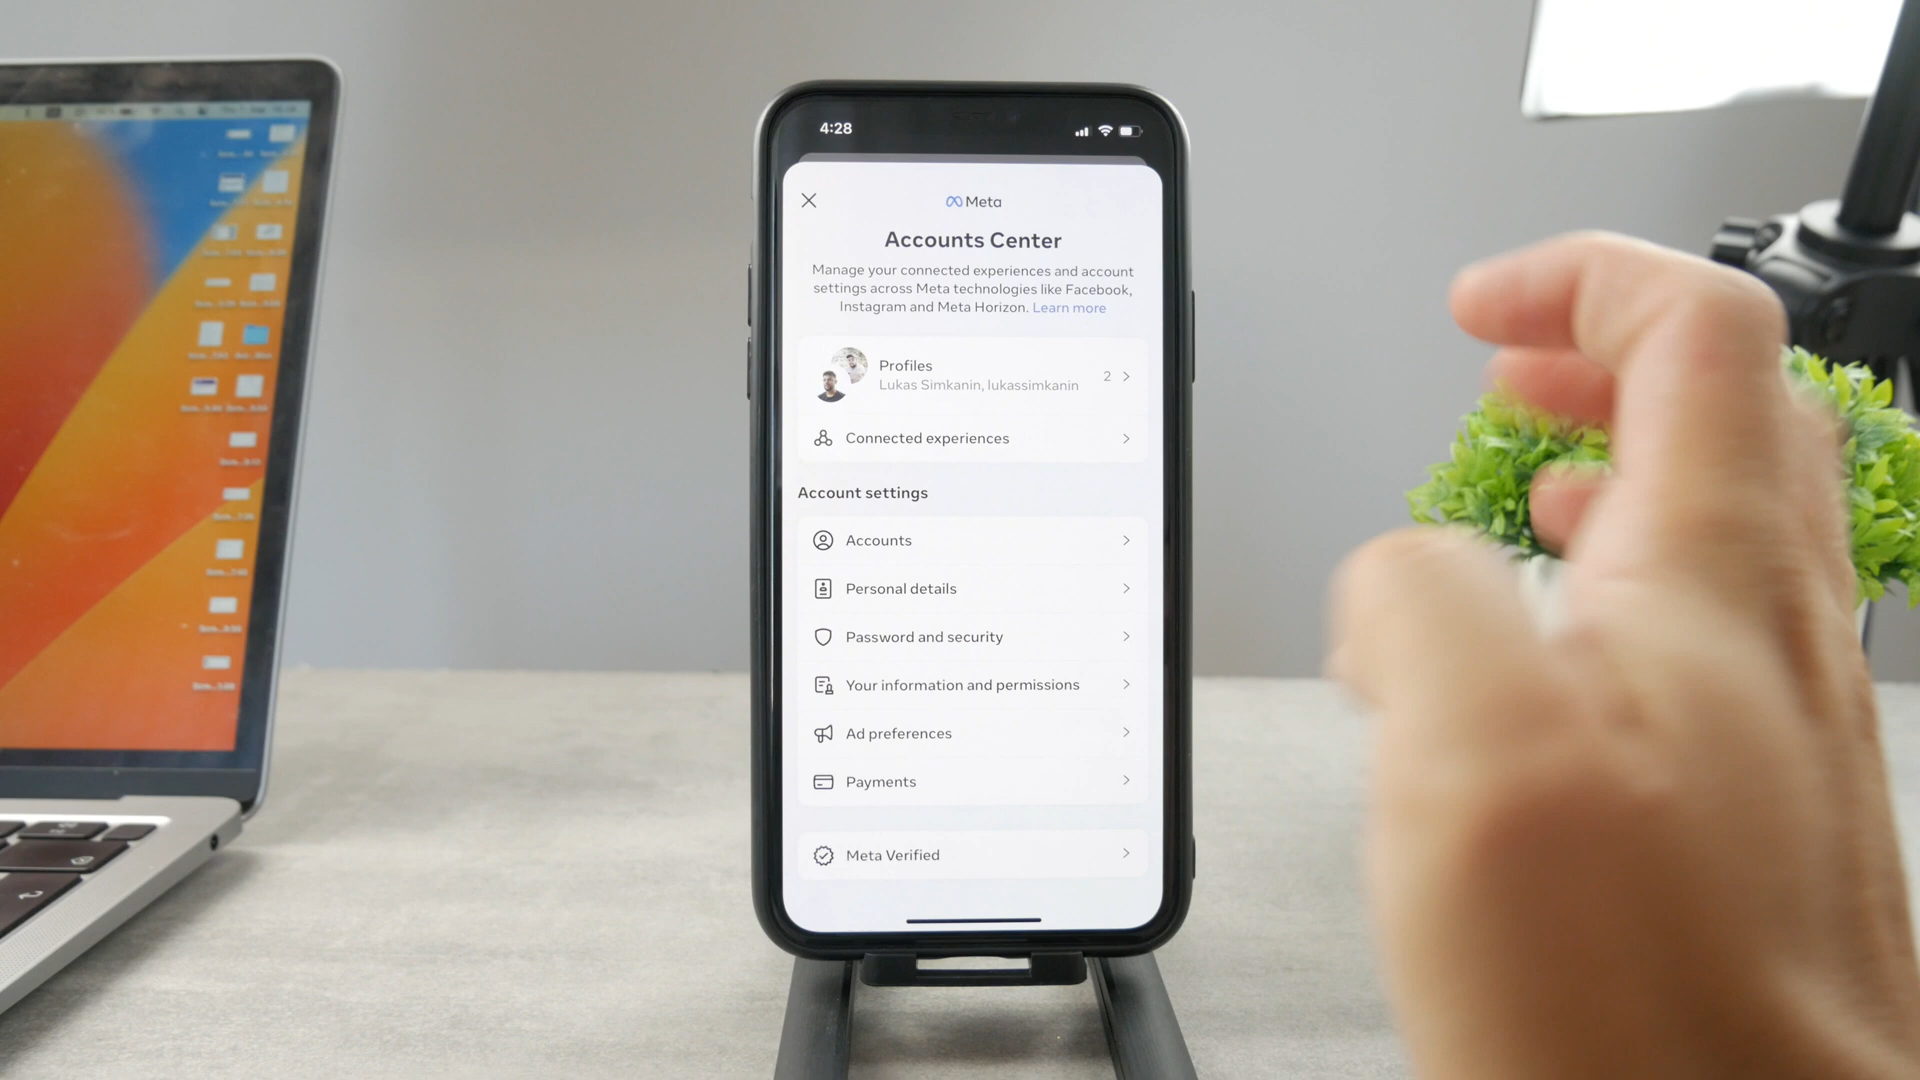 4:28
Meta
Accounts Center
Manage your connected experiences and account
settings across Meta technologies like Facebook,
Instagram and Meta Horizon. Learn more
Profiles
Lukas Simkanin, lukassimkanin
2
Connected experiences
Account settings
Accounts
Personal details
Password and security
Your information and permissions
Ad preferences
Payments
Meta Verified